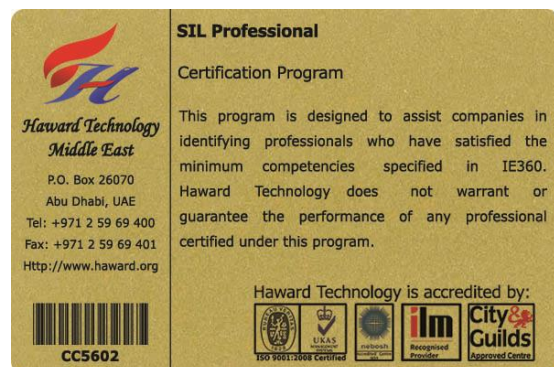 Haward Technology
Middle East
P.O. Box 26070
Abu Dhabi, UAE
Tel: +971 2 59 69 400
Fax: +971 2 59 69 401
Http://www.haward.org
CC5602
SIL Professional
Certification Program
This program is designed to assist companies in
identifying professionals who have satisfied the
minimum competencies specified in IE360.
Haward Technology does not warrant or
guarantee the performance of any professional
certified under this program.
Haward Technology is accredited by:
BUREAU VERITAS
ISO 9001:2008 Certified
UKAS
MANAGEMENT
SYSTEMS
nebosh
ilm
Recognised
Provider
City&
Guilds
Approved Centre